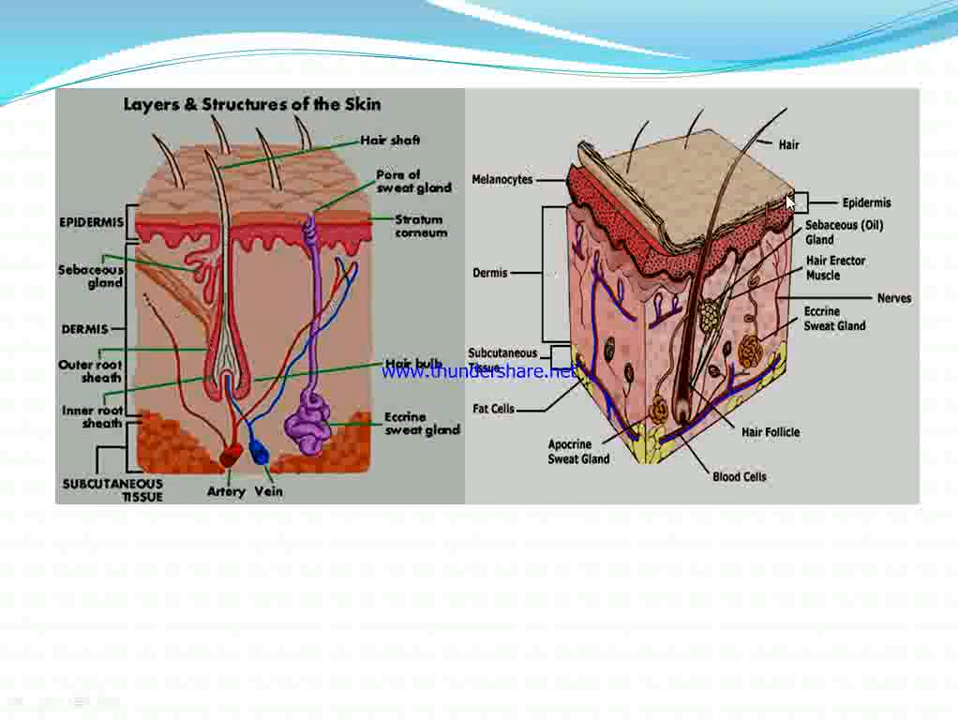 Layers & Structures of the Skin
Hair shaft
Pore of
sweat gland
EPIDERMIS
Stratum
corneum
Sebaceous
gland
DERMIS
Outer root
sheath
Hair bulb
Inner root
sheath
Eccrine
sweat gland
SUBCUTANEOUS
TISSUE
Artery
Vein
www.thundershare.net
Hair
Melanocytes
Epidermis
Sebaceous (Oil)
Gland
Dermis
Hair Erector
Muscle
Nerves
Eccrine
Sweat Gland
Subcutaneous
Tissue
Fat Cells
Hair Follicle
Apocrine
Sweat Gland
Blood Cells